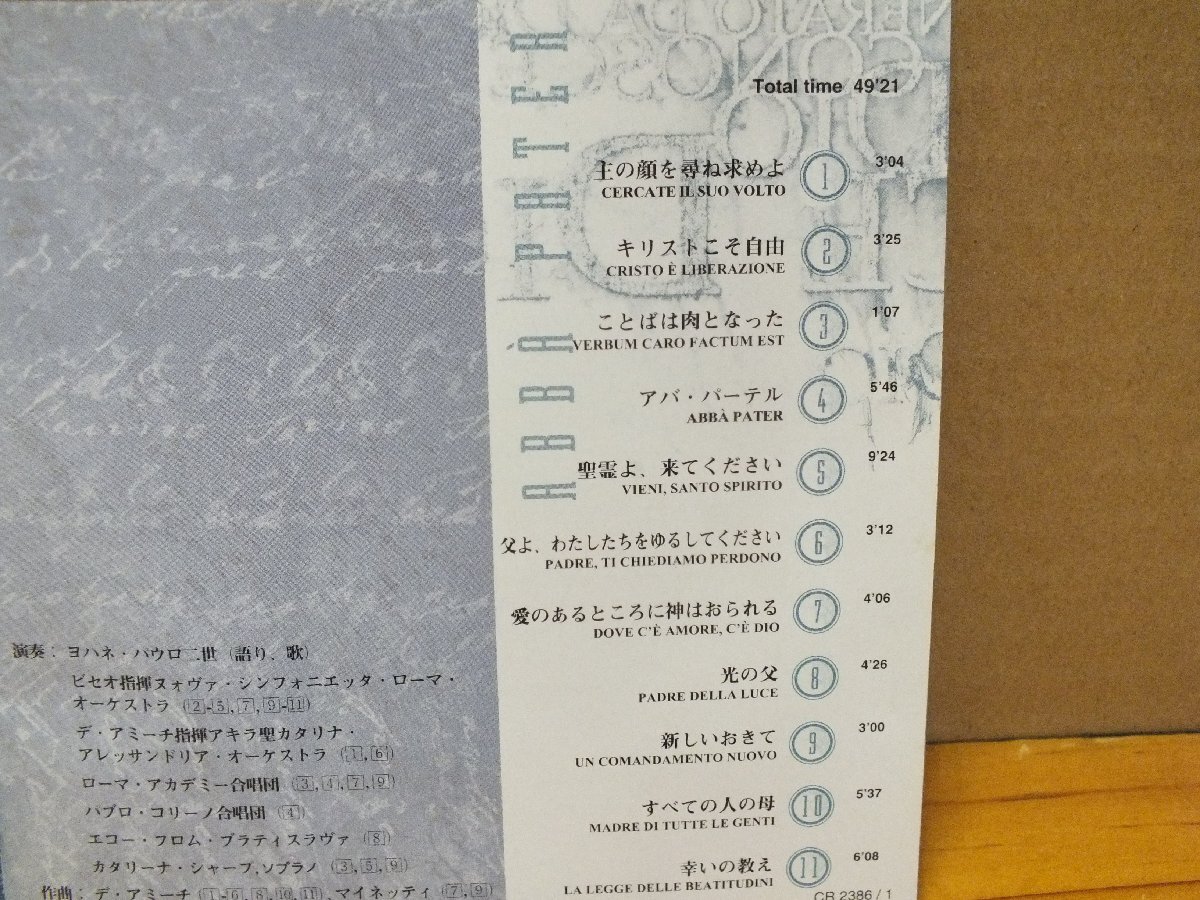 ABBÀ PATER
Total time 49'21
主の顔を尋ね求めよ 1 3'04
CERCATE IL SUO VOLTO
キリストこそ自由 2 3'25
CRISTO È LIBERAZIONE
ことばは肉となった 3 1'07
VERBUM CARO FACTUM EST
アバ・パーテル 4 5'46
ABBÀ PATER
聖霊よ、来てください 5 9'24
VIENI, SANTO SPIRITO
父よ、わたしたちをゆるしてください 6 3'12
PADRE, TI CHIEDIAMO PERDONO
愛のあるところに神はおられる 7 4'06
DOVE C'È AMORE, C'È DIO
光の父 8 4'26
PADRE DELLA LUCE
新しいおきて 9 3'00
UN COMANDAMENTO NUOVO
すべての人の母 10 5'37
MADRE DI TUTTE LE GENTI
幸いの教え 11 6'08
LA LEGGE DELLE BEATITUDINI
CR 2386 / 1
演奏：ヨハネ・パウロ二世（語り、歌）
ビセオ指揮ヌォヴァ・シンフォニエッタ・ローマ・
オーケストラ（2-5,7,9-11）
デ・アミーチ指揮アキラ聖カタリナ・
アレッサンドリア・オーケストラ（1,6）
ローマ・アカデミー合唱団（3,4,7,9）
パブロ・コリーノ合唱団（4）
エコー・フロム・ブラティスラヴァ（8）
カタリーナ・シャープ,ソプラノ（3,5,9）
作曲：デ・アミーチ（1-6,8,10,11）,マイネッティ（7,9）